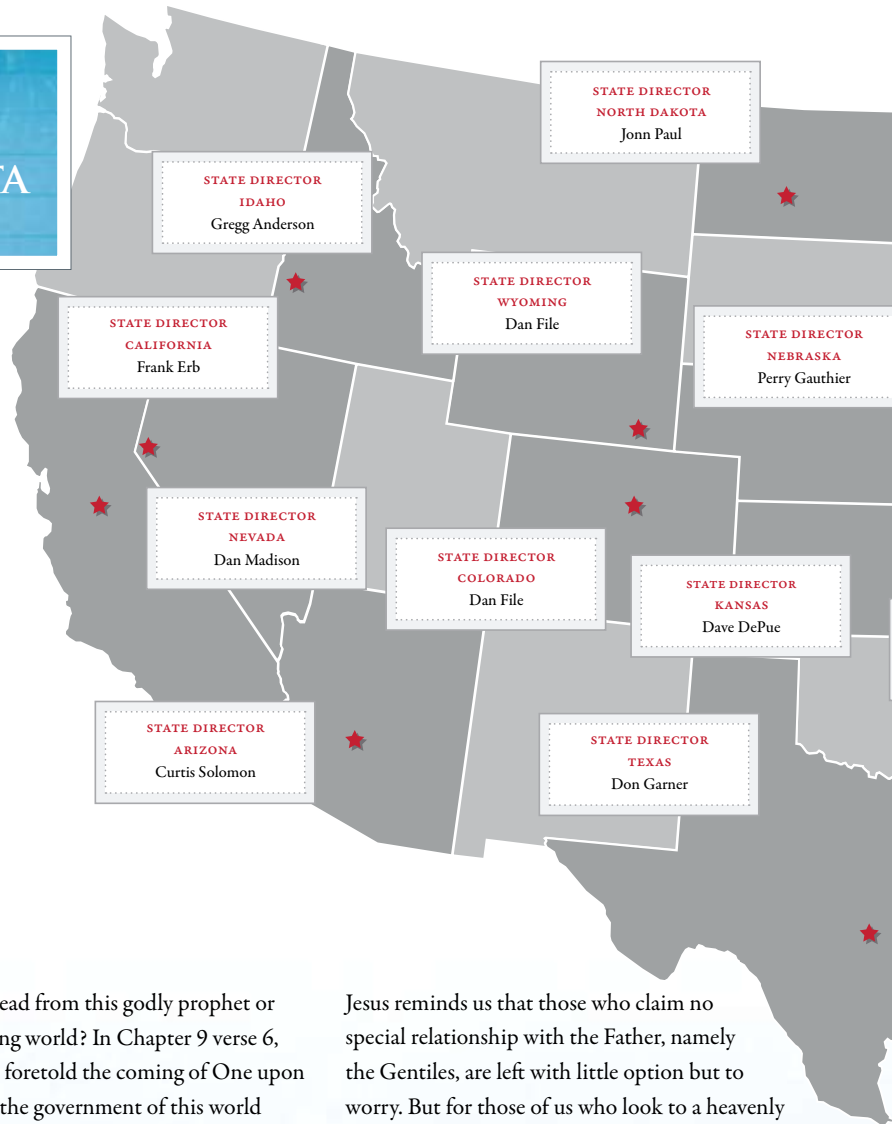 TA
STATE DIRECTOR
NORTH DAKOTA
Jonn Paul
STATE DIRECTOR
IDAHO
Gregg Anderson
STATE DIRECTOR
WYOMING
Dan File
STATE DIRECTOR
CALIFORNIA
Frank Erb
STATE DIRECTOR
NEBRASKA
Perry Gauthier
STATE DIRECTOR
NEVADA
Dan Madison
STATE DIRECTOR
COLORADO
Dan File
STATE DIRECTOR
KANSAS
Dave DePue
STATE DIRECTOR
ARIZONA
Curtis Solomon
STATE DIRECTOR
TEXAS
Don Garner
ead from this godly prophet or
ng world? In Chapter 9 verse 6,
foretold the coming of One upon
the government of this world
Jesus reminds us that those who claim no
special relationship with the Father, namely
the Gentiles, are left with little option but to
worry. But for those of us who look to a heavenly